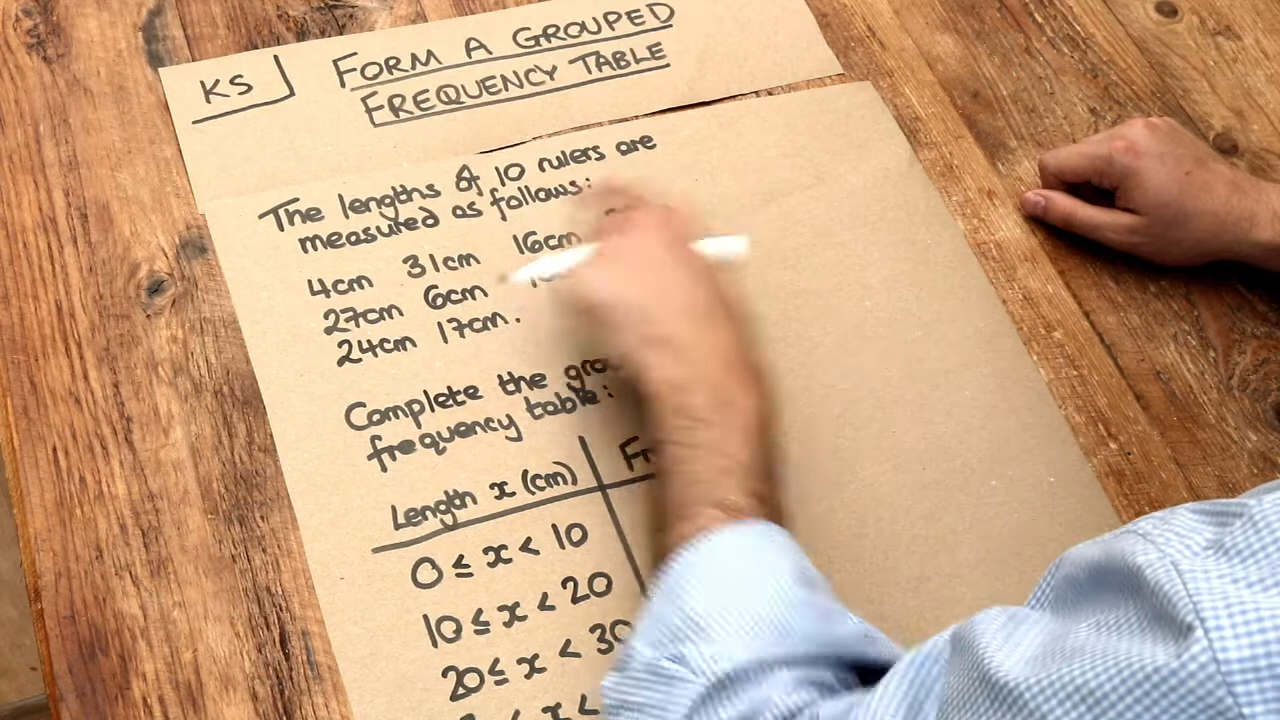 KS
FORM A GROUPED
FREQUENCY TABLE
The lengths of 10 rulers are
measured as follows:
4cm 31cm 16cm
27cm 6cm
24cm 17cm.
Complete the
frequency table:
Length x (cm)
0 ≤ x < 10
10 ≤ x < 20
20 ≤ x < 30